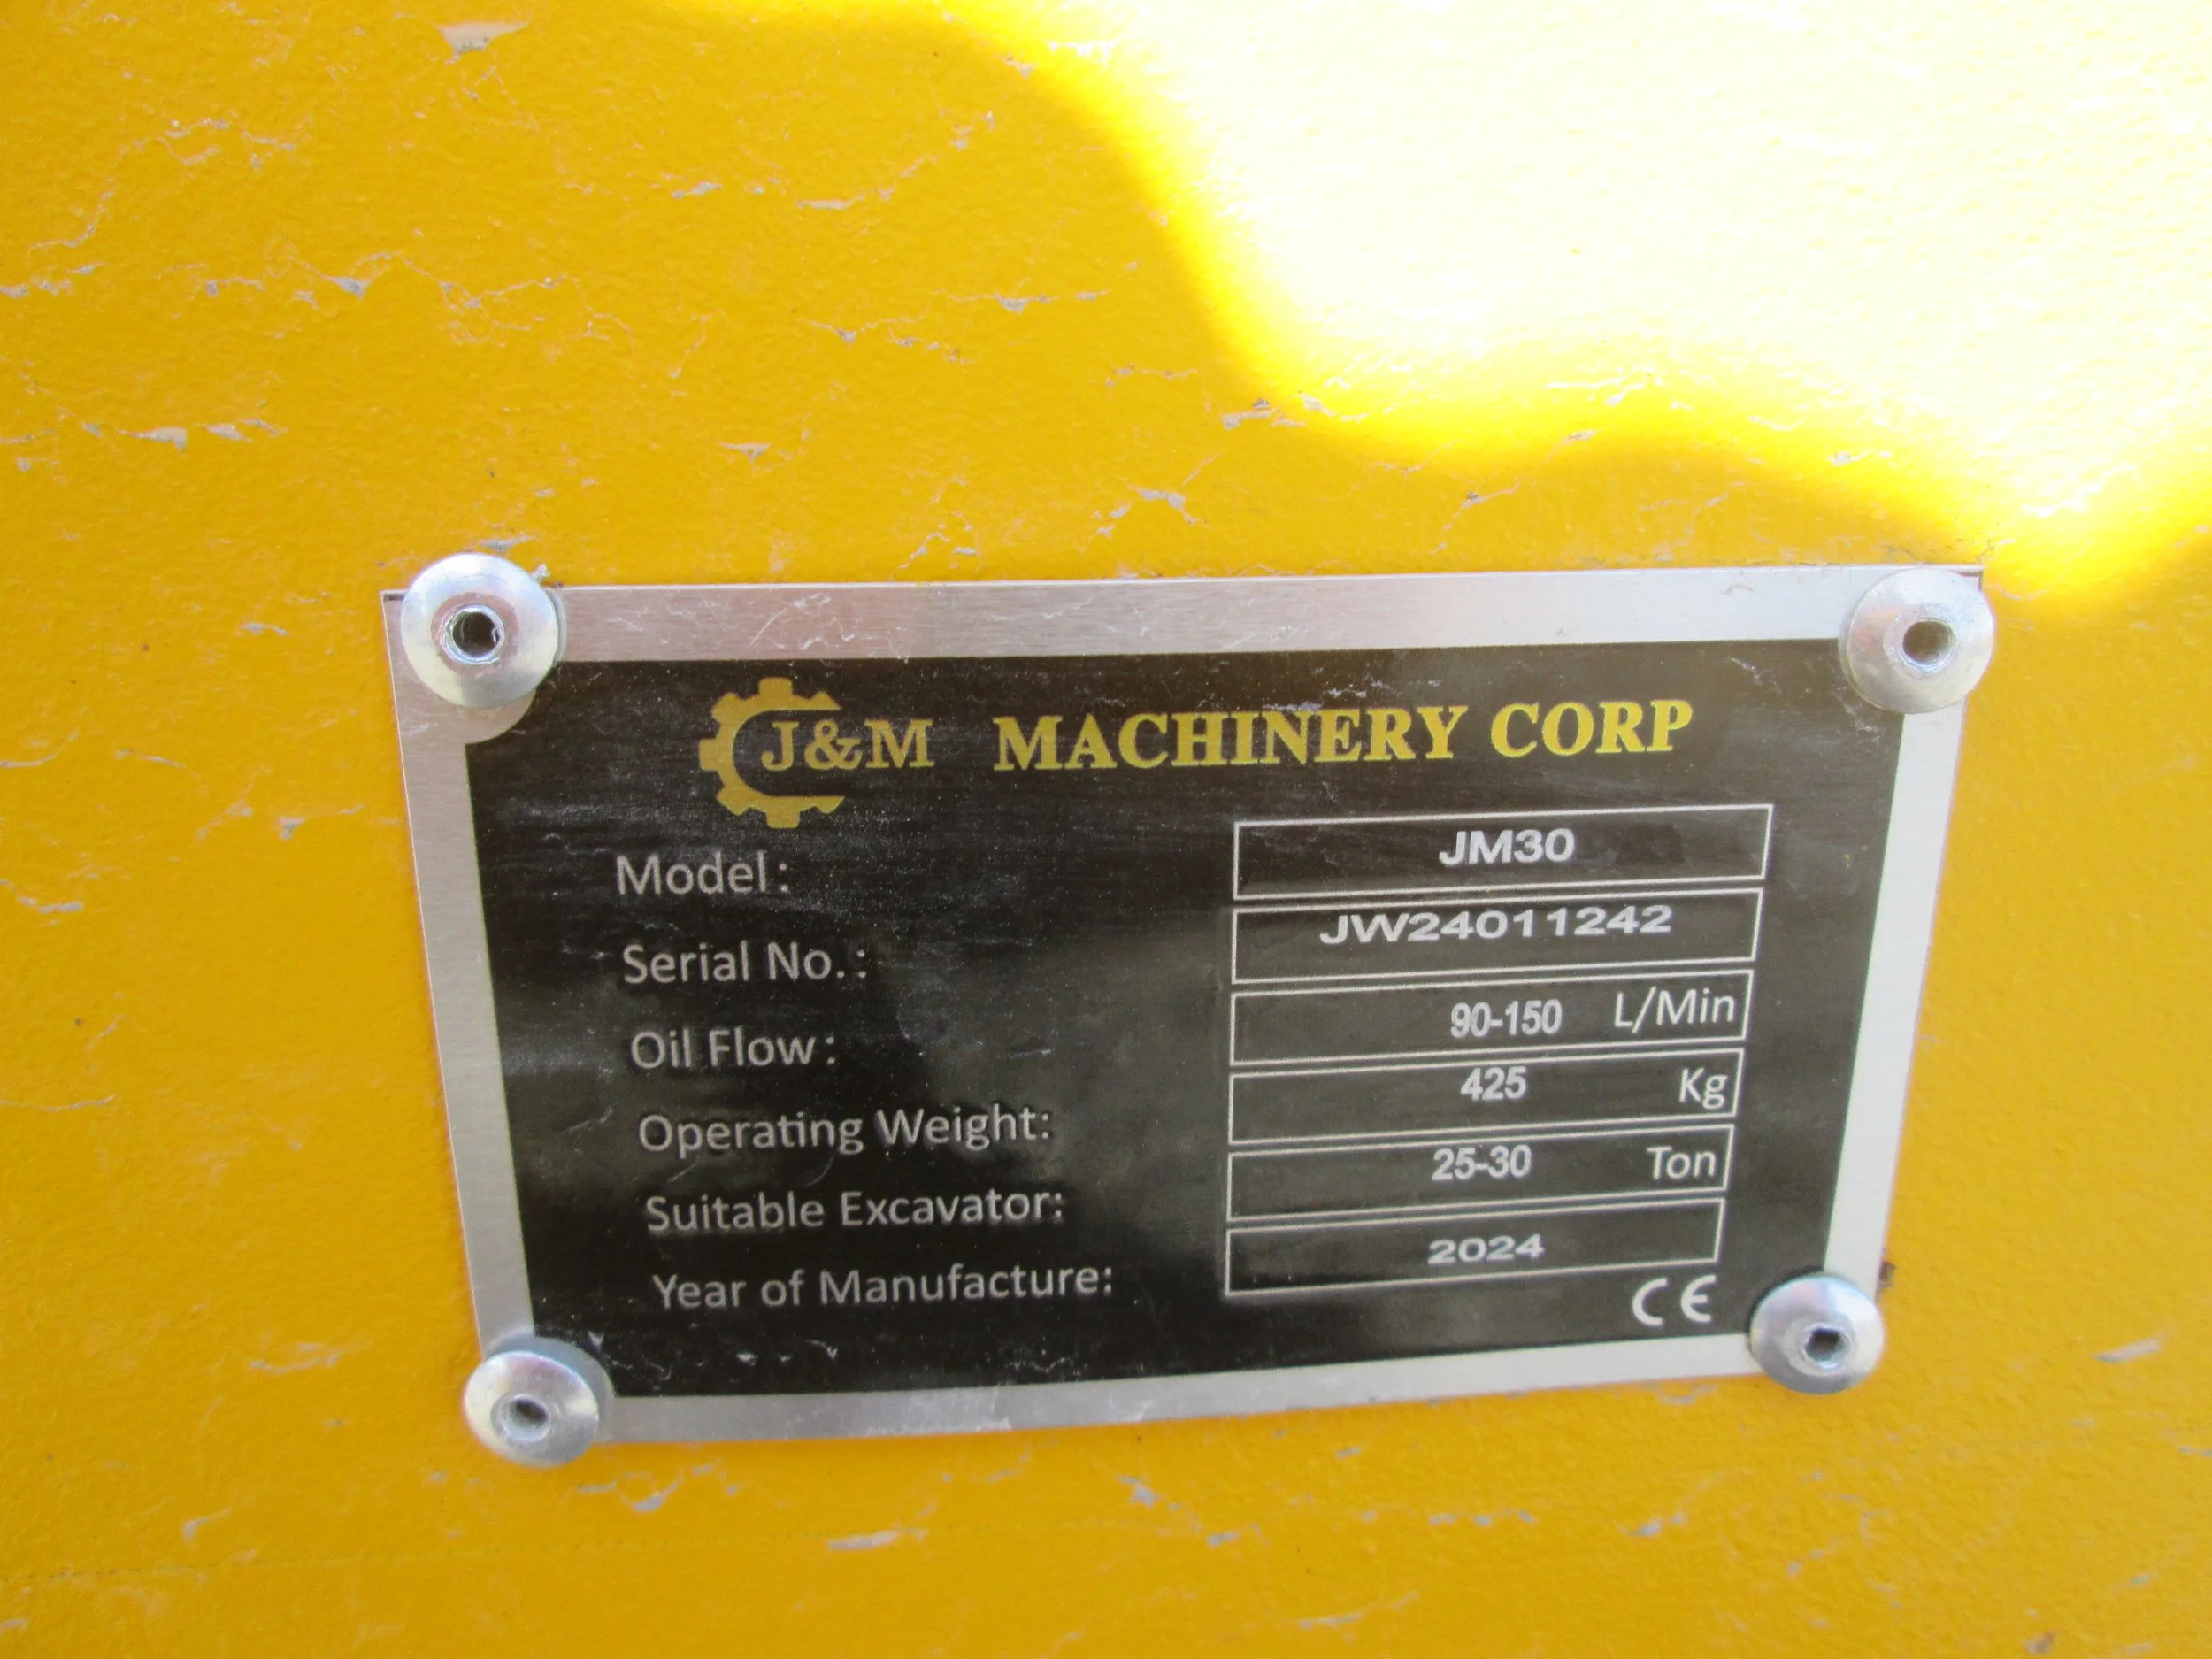 J&M MACHINERY CORP
Model: JM30
Serial No.: JW24011242
Oil Flow: 90-150 L/Min
Operating Weight: 425 Kg
Suitable Excavator: 25-30 Ton
Year of Manufacture: 2024
CE